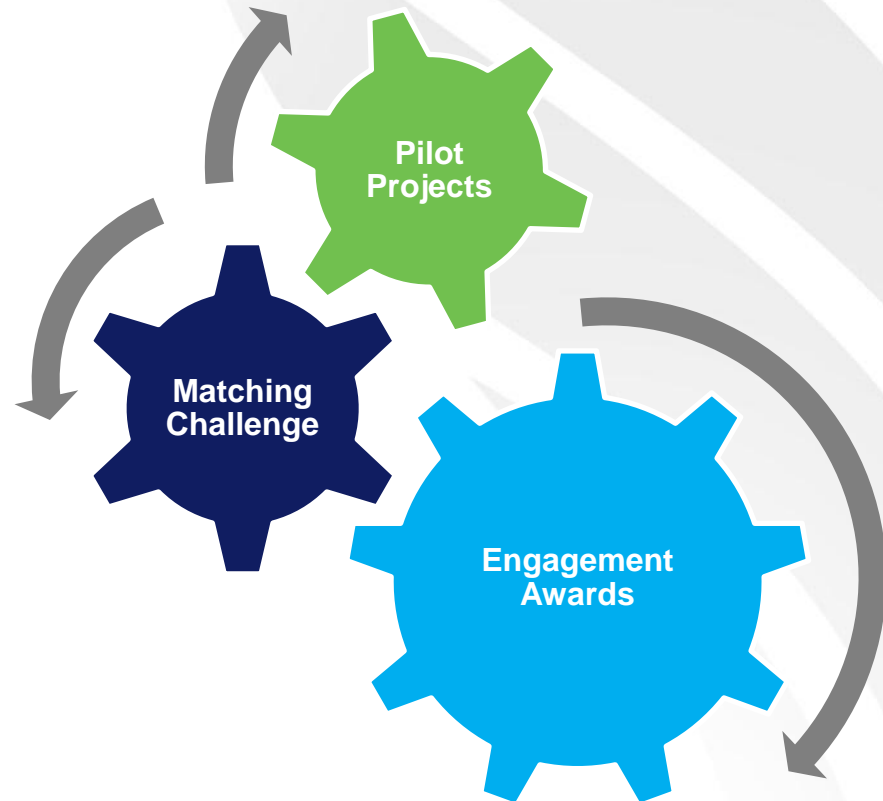 Pilot
Projects
Matching
Challenge
Engagement
Awards